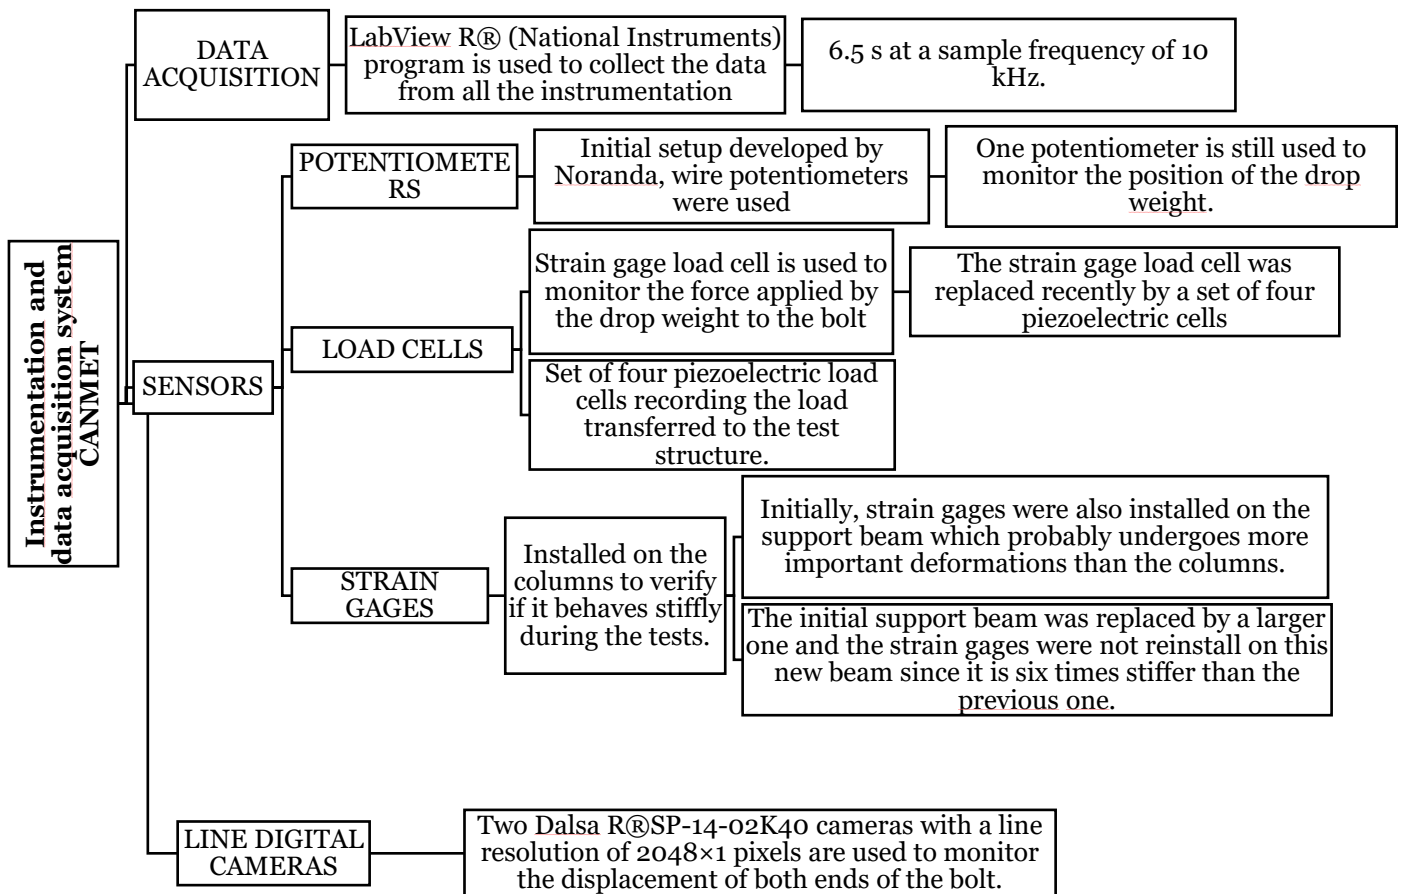 Instrumentation and
data acquisition system
CANMET
DATA
ACQUISITION
LabView R® (National Instruments)
program is used to collect the data
from all the instrumentation
6.5 s at a sample frequency of 10
kHz.
SENSORS
POTENTIOMETE
RS
Initial setup developed by
Noranda, wire potentiometers
were used
One potentiometer is still used to
monitor the position of the drop
weight.
LOAD CELLS
Strain gage load cell is used to
monitor the force applied by
the drop weight to the bolt
The strain gage load cell was
replaced recently by a set of four
piezoelectric cells
Set of four piezoelectric load
cells recording the load
transferred to the test
structure.
STRAIN
GAGES
Installed on the
columns to verify
if it behaves stiffly
during the tests.
Initially, strain gages were also installed on the
support beam which probably undergoes more
important deformations than the columns.
The initial support beam was replaced by a larger
one and the strain gages were not reinstall on this
new beam since it is six times stiffer than the
previous one.
LINE DIGITAL
CAMERAS
Two Dalsa R®SP-14-02K40 cameras with a line
resolution of 2048×1 pixels are used to monitor
the displacement of both ends of the bolt.